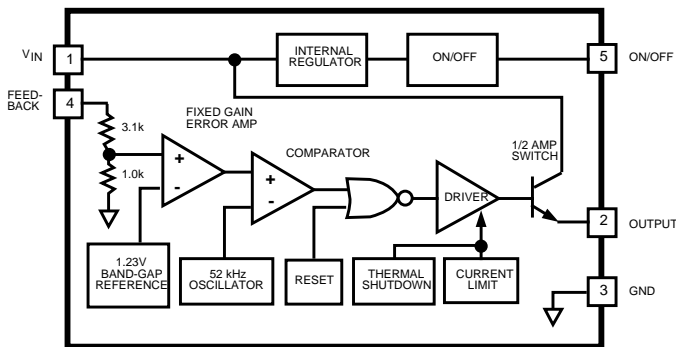 VIN
1
INTERNAL
REGULATOR
ON/OFF
5
ON/OFF
FEED-
BACK
4
3.1k
1.0k
FIXED GAIN
ERROR AMP
+
-
COMPARATOR
+
-
DRIVER
1/2 AMP
SWITCH
2
OUTPUT
1.23V
BAND-GAP
REFERENCE
52 kHz
OSCILLATOR
RESET
THERMAL
SHUTDOWN
CURRENT
LIMIT
3
GND